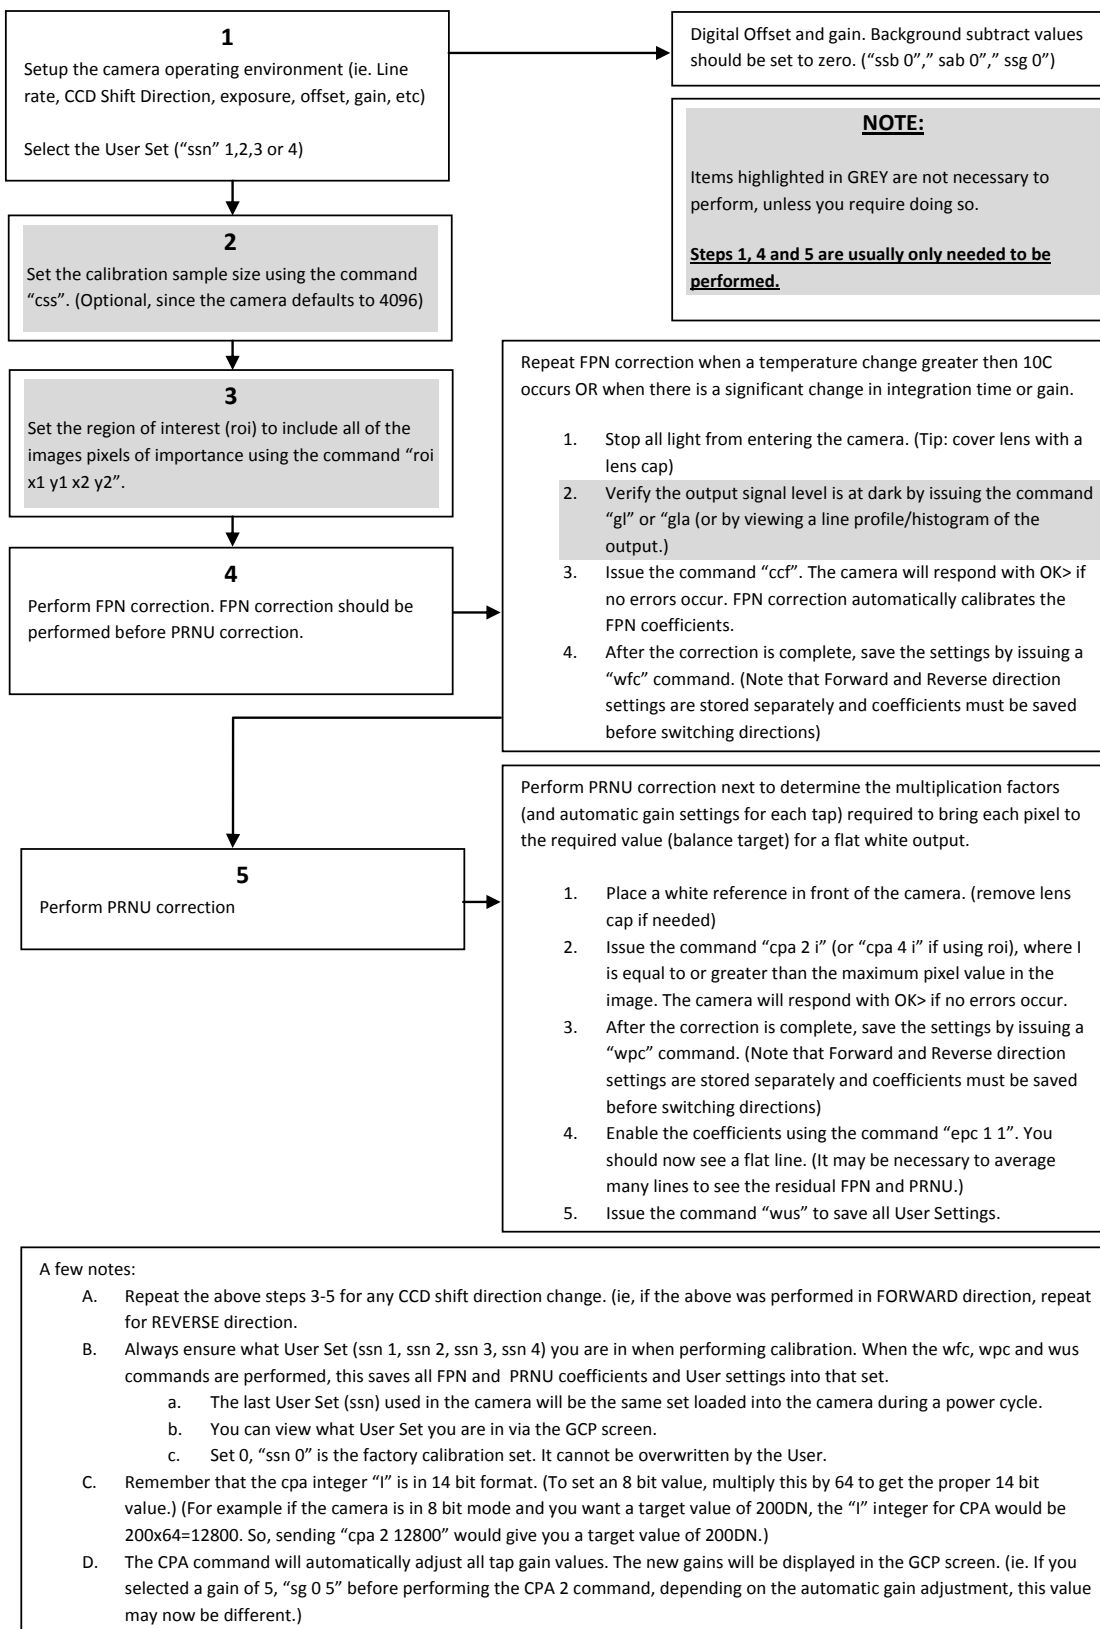 1
Setup the camera operating environment (ie. Line
rate, CCD Shift Direction, exposure, offset, gain, etc)
Select the User Set (“ssn” 1,2,3 or 4)
Digital Offset and gain. Background subtract values
should be set to zero. (“ssb 0”,” sab 0”,” ssg 0”)
NOTE:
Items highlighted in GREY are not necessary to
perform, unless you require doing so.
Steps 1, 4 and 5 are usually only needed to be
performed.
2
Set the calibration sample size using the command
“css”. (Optional, since the camera defaults to 4096)
3
Set the region of interest (roi) to include all of the
images pixels of importance using the command “roi
x1 y1 x2 y2”.
4
Perform FPN correction. FPN correction should be
performed before PRNU correction.
Repeat FPN correction when a temperature change greater then 10C
occurs OR when there is a significant change in integration time or gain.
1. Stop all light from entering the camera. (Tip: cover lens with a
lens cap)
2. Verify the output signal level is at dark by issuing the command
“gl” or “gla (or by viewing a line profile/histogram of the
output.)
3. Issue the command “ccf”. The camera will respond with OK> if
no errors occur. FPN correction automatically calibrates the
FPN coefficients.
4. After the correction is complete, save the settings by issuing a
“wfc” command. (Note that Forward and Reverse direction
settings are stored separately and coefficients must be saved
before switching directions)
5
Perform PRNU correction
Perform PRNU correction next to determine the multiplication factors
(and automatic gain settings for each tap) required to bring each pixel to
the required value (balance target) for a flat white output.
1. Place a white reference in front of the camera. (remove lens
cap if needed)
2. Issue the command “cpa 2 i” (or “cpa 4 i” if using roi), where I
is equal to or greater than the maximum pixel value in the
image. The camera will respond with OK> if no errors occur.
3. After the correction is complete, save the settings by issuing a
“wpc” command. (Note that Forward and Reverse direction
settings are stored separately and coefficients must be saved
before switching directions)
4. Enable the coefficients using the command “epc 1 1”. You
should now see a flat line. (It may be necessary to average
many lines to see the residual FPN and PRNU.)
5. Issue the command “wus” to save all User Settings.
A few notes:
A. Repeat the above steps 3-5 for any CCD shift direction change. (ie, if the above was performed in FORWARD direction, repeat
for REVERSE direction.
B. Always ensure what User Set (ssn 1, ssn 2, ssn 3, ssn 4) you are in when performing calibration. When the wfc, wpc and wus
commands are performed, this saves all FPN and PRNU coefficients and User settings into that set.
a. The last User Set (ssn) used in the camera will be the same set loaded into the camera during a power cycle.
b. You can view what User Set you are in via the GCP screen.
c. Set 0, “ssn 0” is the factory calibration set. It cannot be overwritten by the User.
C. Remember that the cpa integer “I” is in 14 bit format. (To set an 8 bit value, multiply this by 64 to get the proper 14 bit
value.) (For example if the camera is in 8 bit mode and you want a target value of 200DN, the “I” integer for CPA would be
200x64=12800. So, sending “cpa 2 12800” would give you a target value of 200DN.)
D. The CPA command will automatically adjust all tap gain values. The new gains will be displayed in the GCP screen. (ie. If you
selected a gain of 5, “sg 0 5” before performing the CPA 2 command, depending on the automatic gain adjustment, this value
may now be different.)